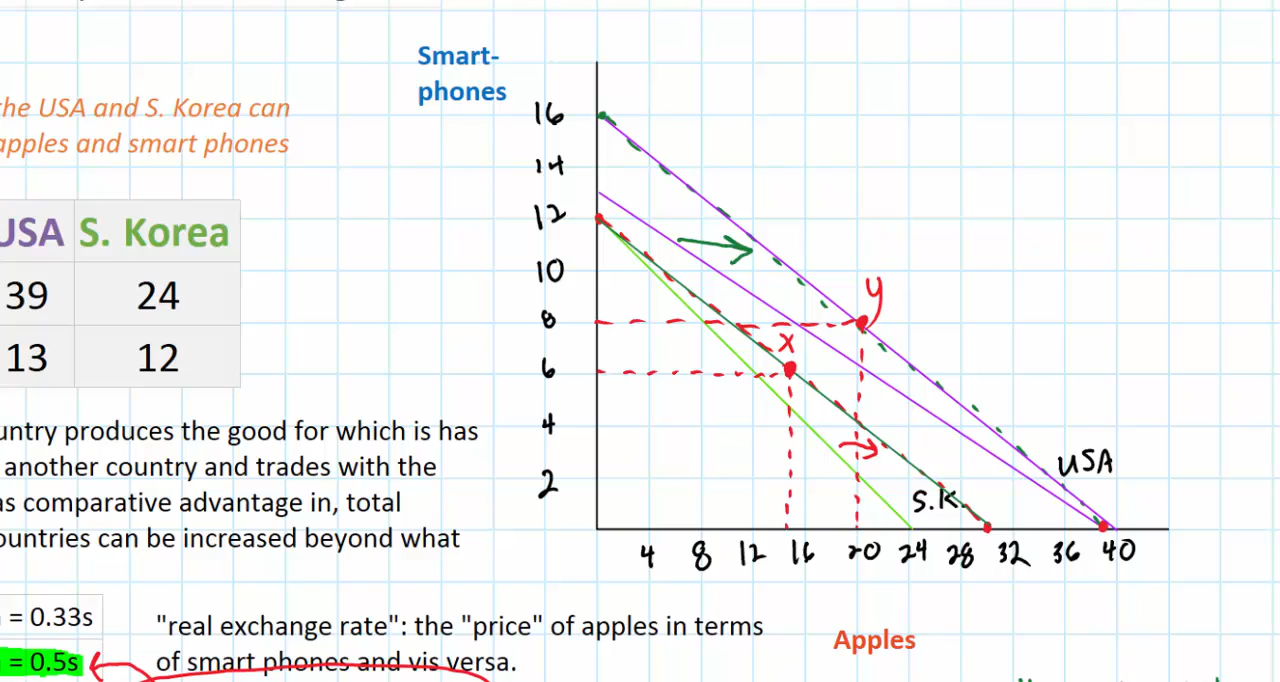 the USA and S. Korea can
apples and smart phones
USA S. Korea
39 24
13 12
untry produces the good for which is has
another country and trades with the
as comparative advantage in, total
ountries can be increased beyond what
= 0.33s
= 0.5s
"real exchange rate": the "price" of apples in terms
of smart phones and vis versa.
Smart-
phones
16
14
12
10
8
6
4
2
y
x
USA
S.K.
4 8 12 16 20 24 28 32 36 40
Apples